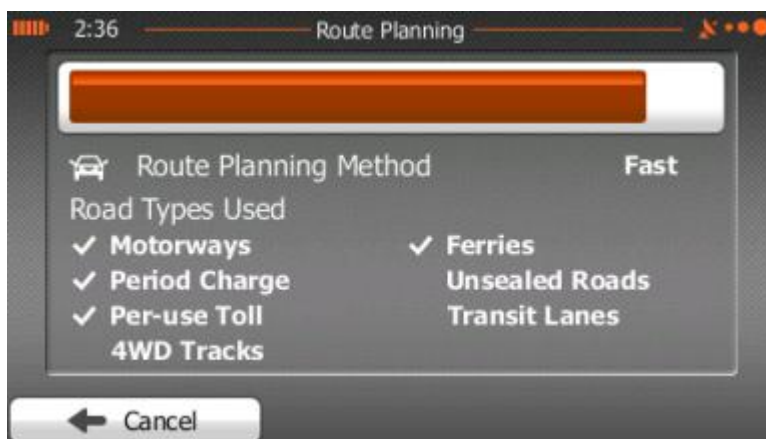 2:36 Route Planning
Route Planning Method Fast
Road Types Used
Motorways Ferries
Period Charge Unsealed Roads
Per-use Toll Transit Lanes
4WD Tracks
Cancel